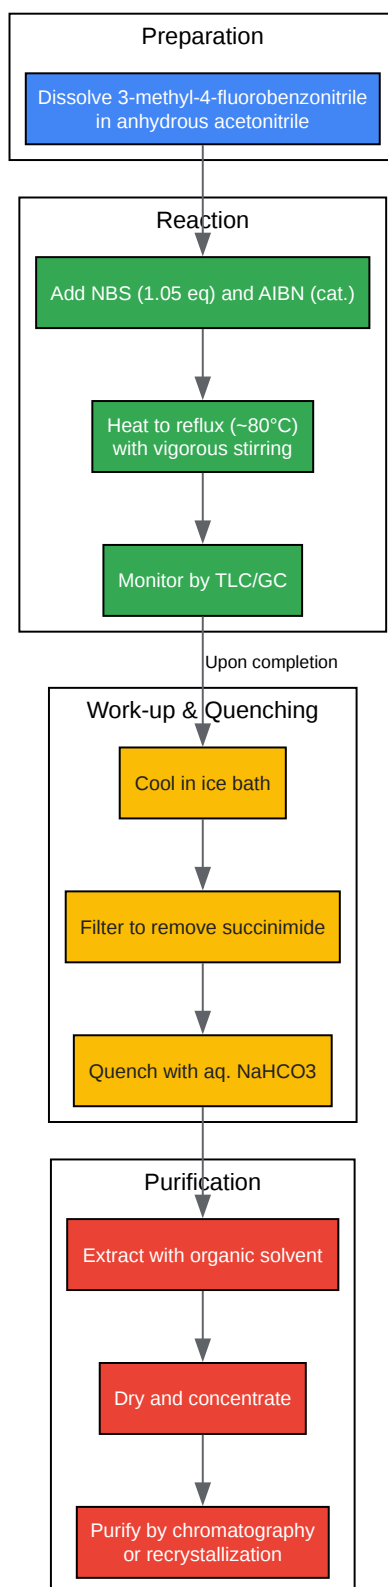 Preparation
Dissolve 3-methyl-4-fluorobenzonitrile
in anhydrous acetonitrile
Reaction
Add NBS (1.05 eq) and AIBN (cat.)
Heat to reflux (~80°C)
with vigorous stirring
Monitor by TLC/GC
Upon completion
Work-up & Quenching
Cool in ice bath
Filter to remove succinimide
Quench with aq. NaHCO3
Purification
Extract with organic solvent
Dry and concentrate
Purify by chromatography
or recrystallization